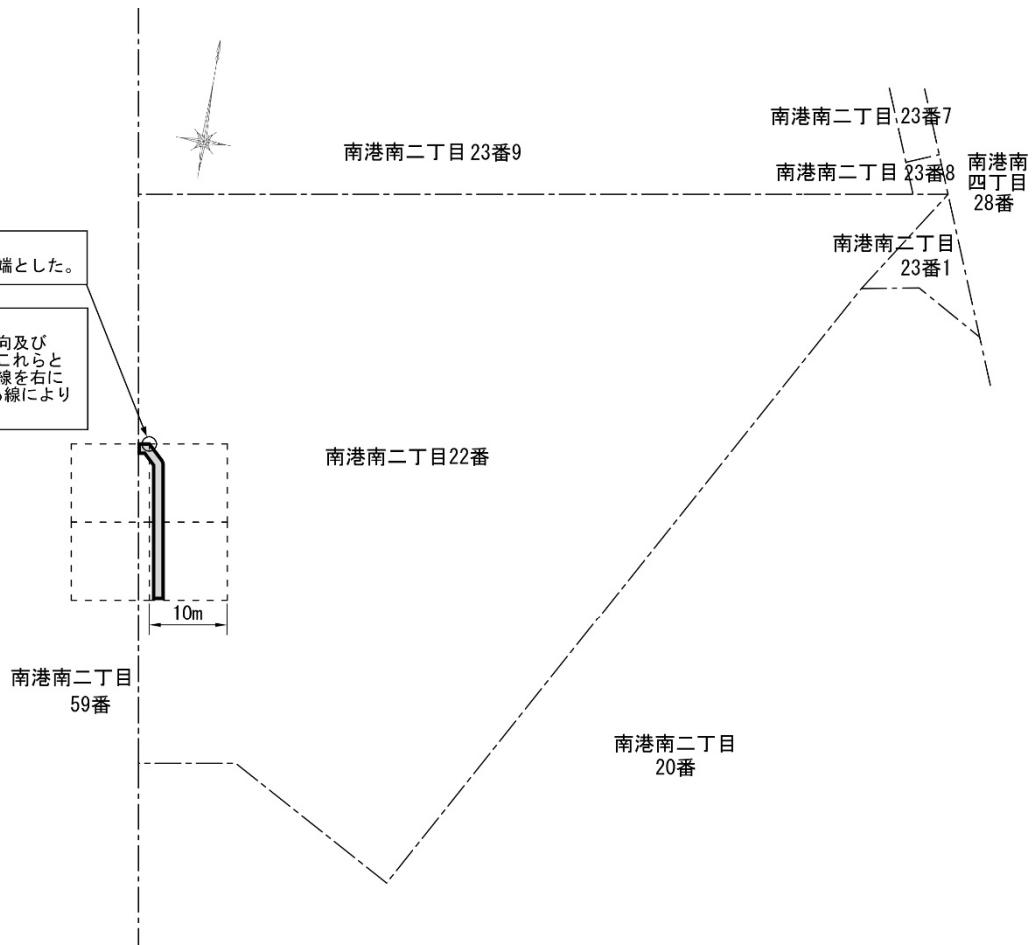 南港南二丁目 23番7
南港南二丁目 23番9
南港南二丁目 23番8
南港南
四丁目
28番
南港南二丁目
23番1
端とした。
向及び
これらと
線を右に
る線により
南港南二丁目22番
10m
南港南二丁目
59番
南港南二丁目
20番